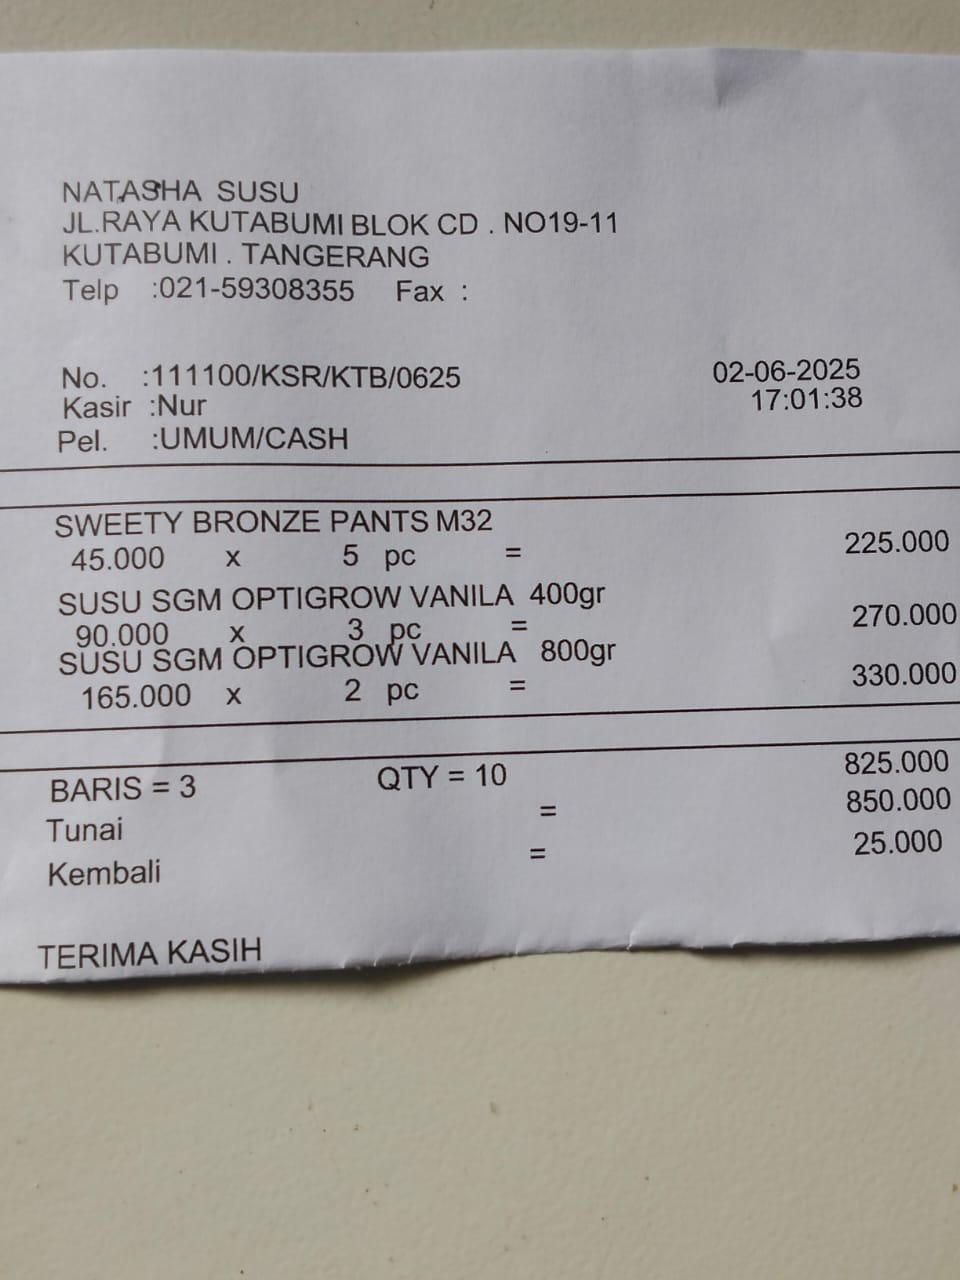 NATASHA SUSU
JL.RAYA KUTABUMI BLOK CD . NO19-11
KUTABUMI . TANGERANG
Telp :021-59308355 Fax :
No. :111100/KSR/KTB/0625 02-06-2025
Kasir :Nur 17:01:38
Pel. :UMUM/CASH
SWEETY BRONZE PANTS M32
45.000 x 5 pc = 225.000
SUSU SGM OPTIGROW VANILA 400gr
90.000 x 3 pc = 270.000
SUSU SGM OPTIGROW VANILA 800gr
165.000 x 2 pc = 330.000
BARIS = 3 QTY = 10 825.000
Tunai = 850.000
Kembali = 25.000
TERIMA KASIH